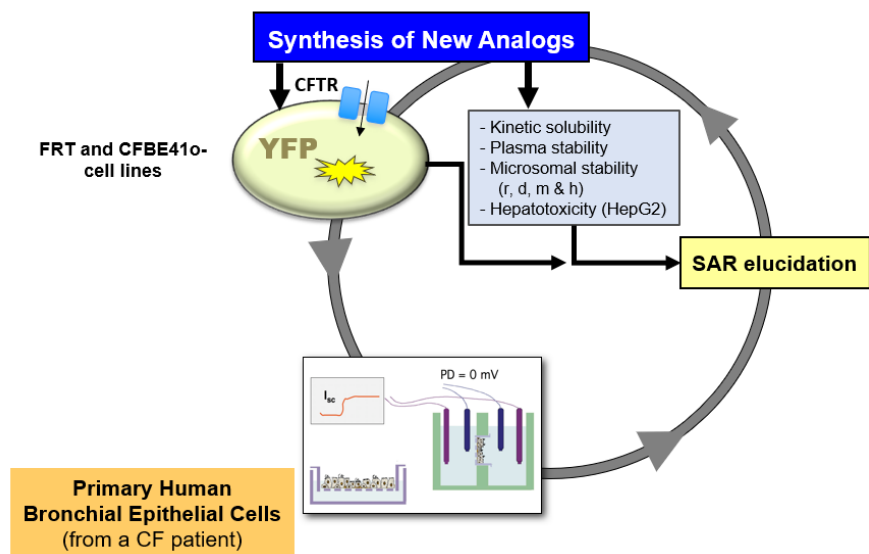 Synthesis of New Analogs
CFTR
YFP
FRT and CFBE41o-
cell lines
- Kinetic solubility
- Plasma stability
- Microsomal stability
(r, d, m & h)
- Hepatotoxicity (HepG2)
SAR elucidation
PD = 0 mV
Isc
Primary Human
Bronchial Epithelial Cells
(from a CF patient)